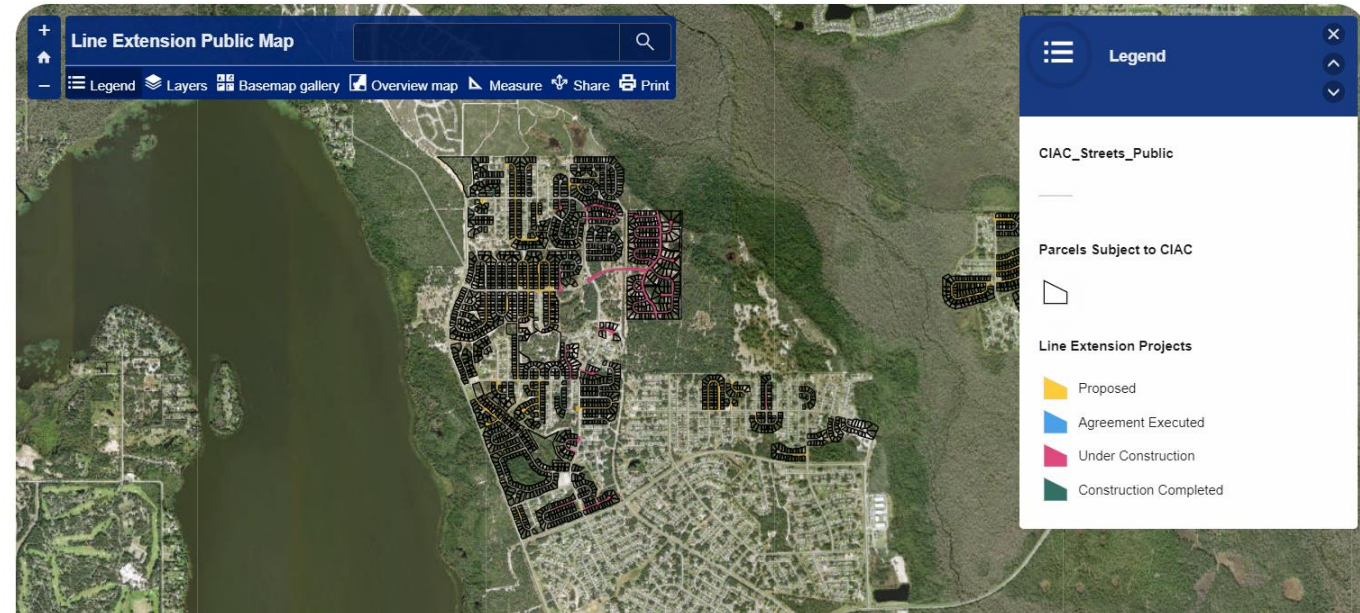 Line Extension Public Map
Legend Layers Basemap gallery Overview map Measure Share Print
Legend
CIAC_Streets_Public
Parcels Subject to CIAC
Line Extension Projects
Proposed
Agreement Executed
Under Construction
Construction Completed